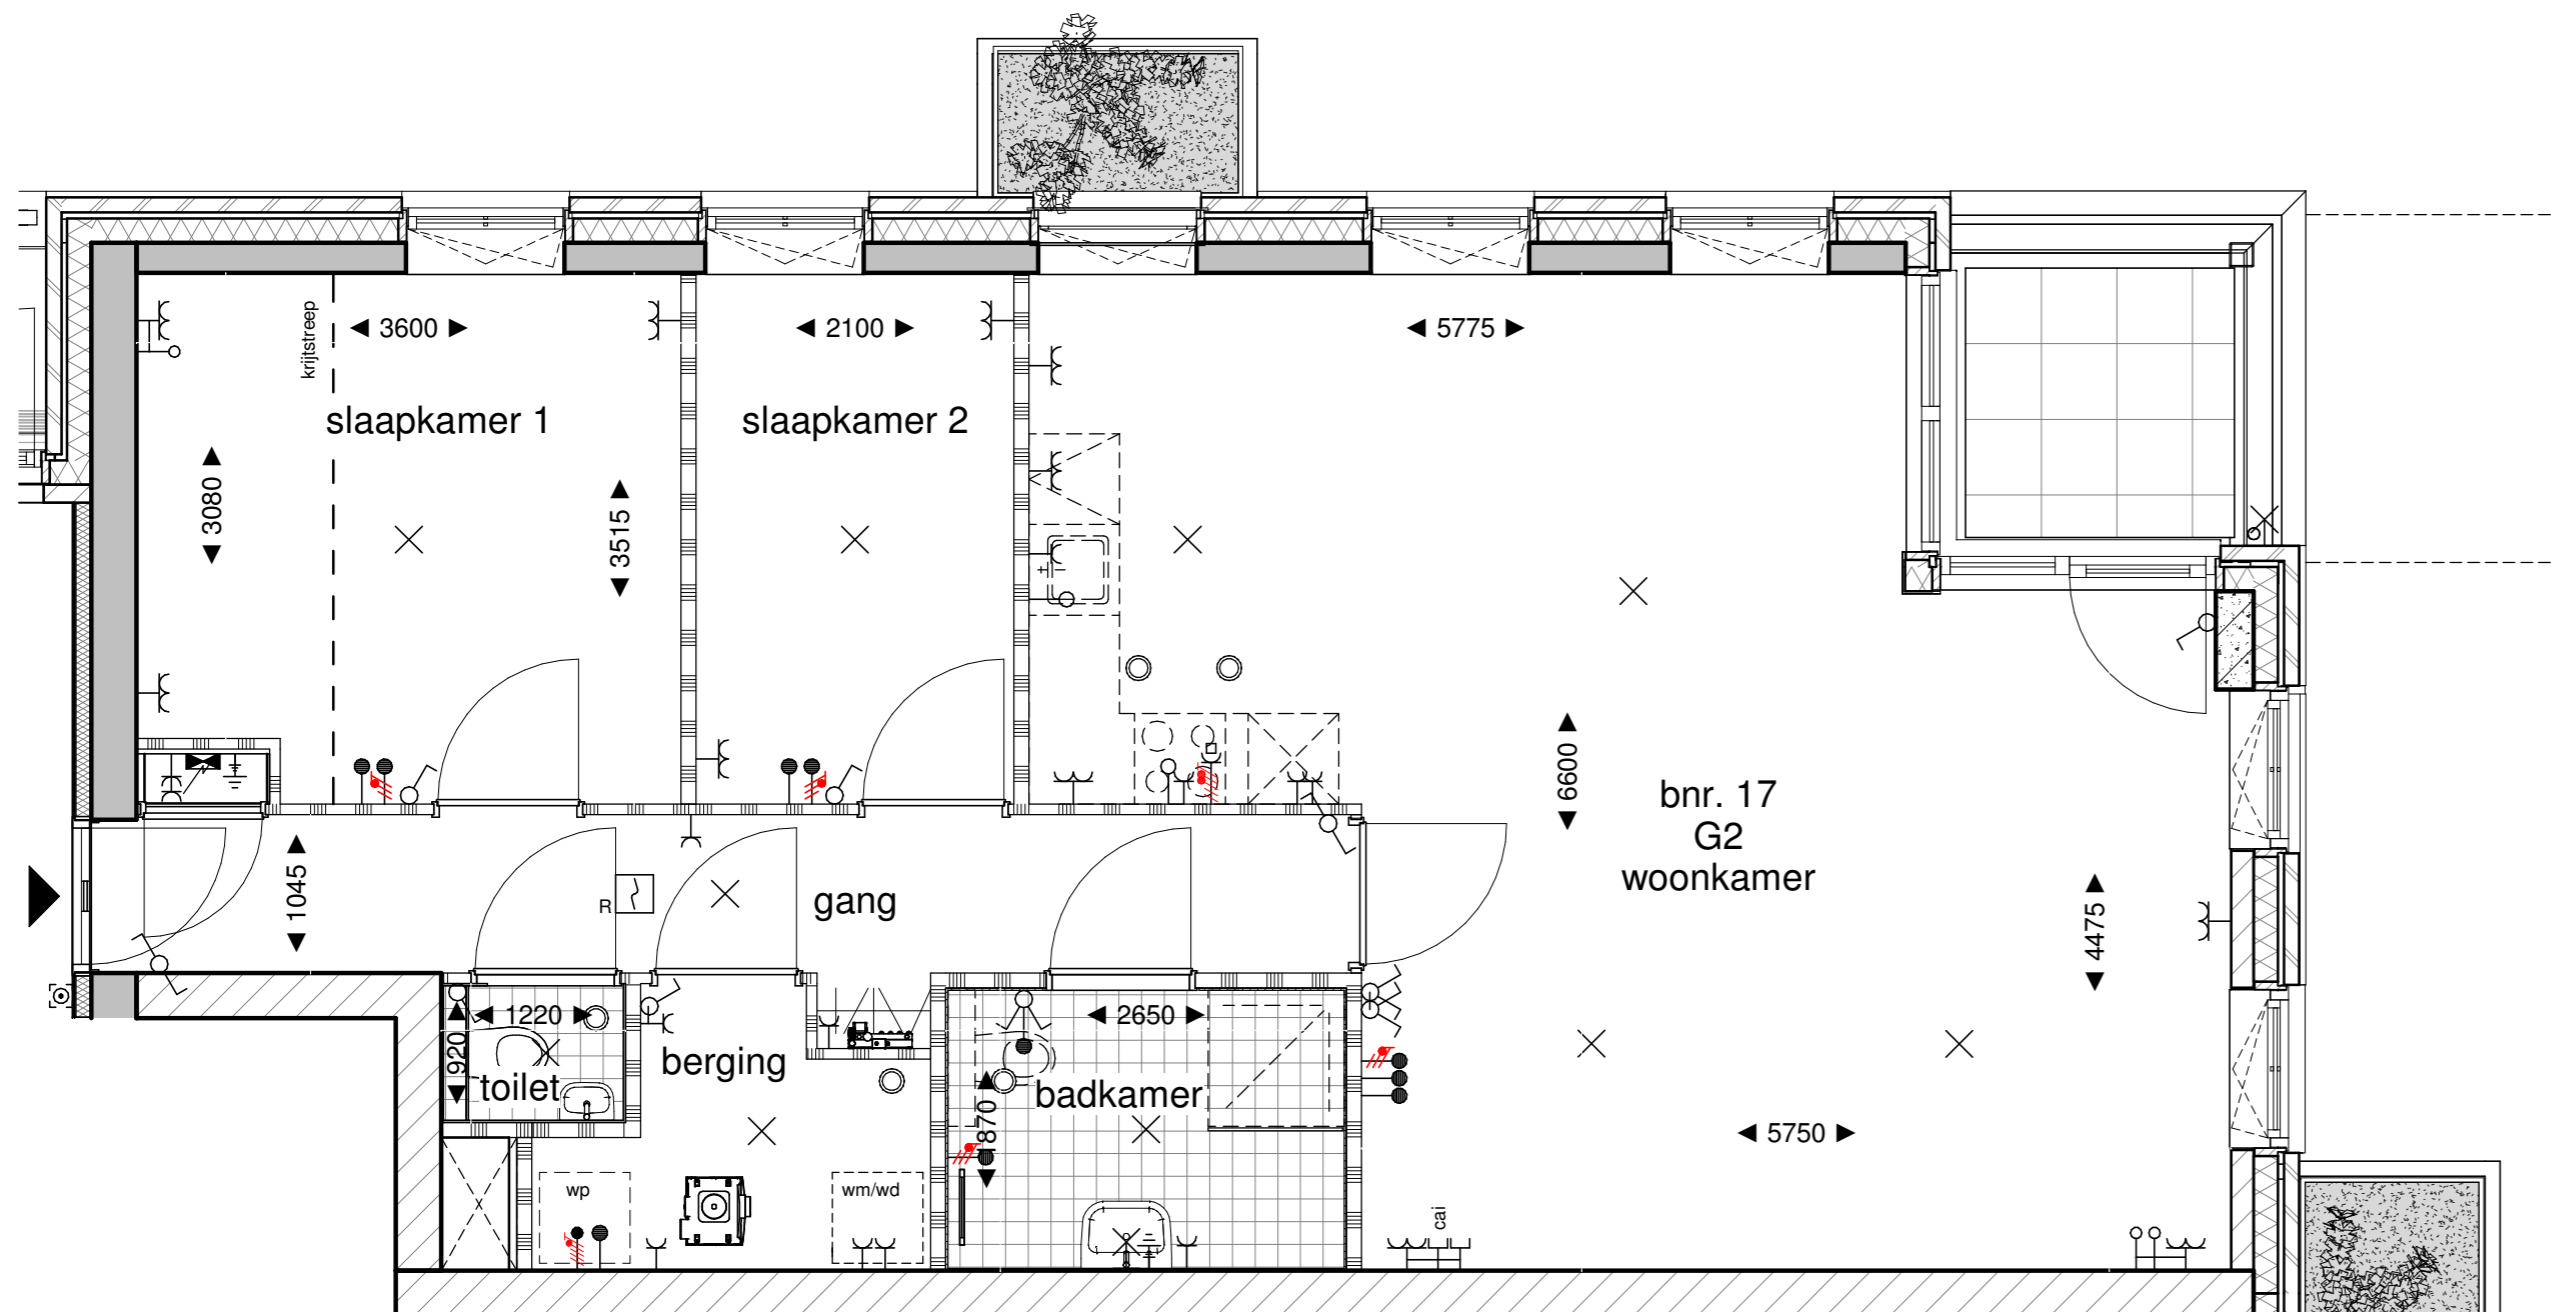 krijtstreep
3600
2100
5775
slaapkamer 1
slaapkamer 2
3080
3515
6600
bnr. 17
G2
woonkamer
1045
R
gang
4475
1220
920
toilet
berging
2650
badkamer
1870
5750
wp
wm/wd
cai